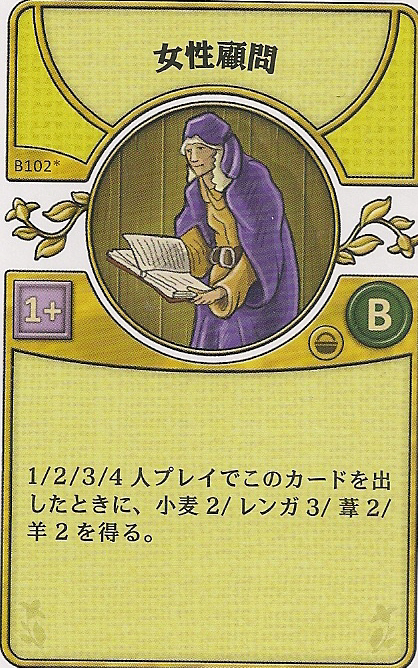 女性顧問
B102*
1+
B
1/2/3/4 人プレイでこのカードを出
したときに、小麦 2/ レンガ 3/ 葦 2/
羊 2 を得る。